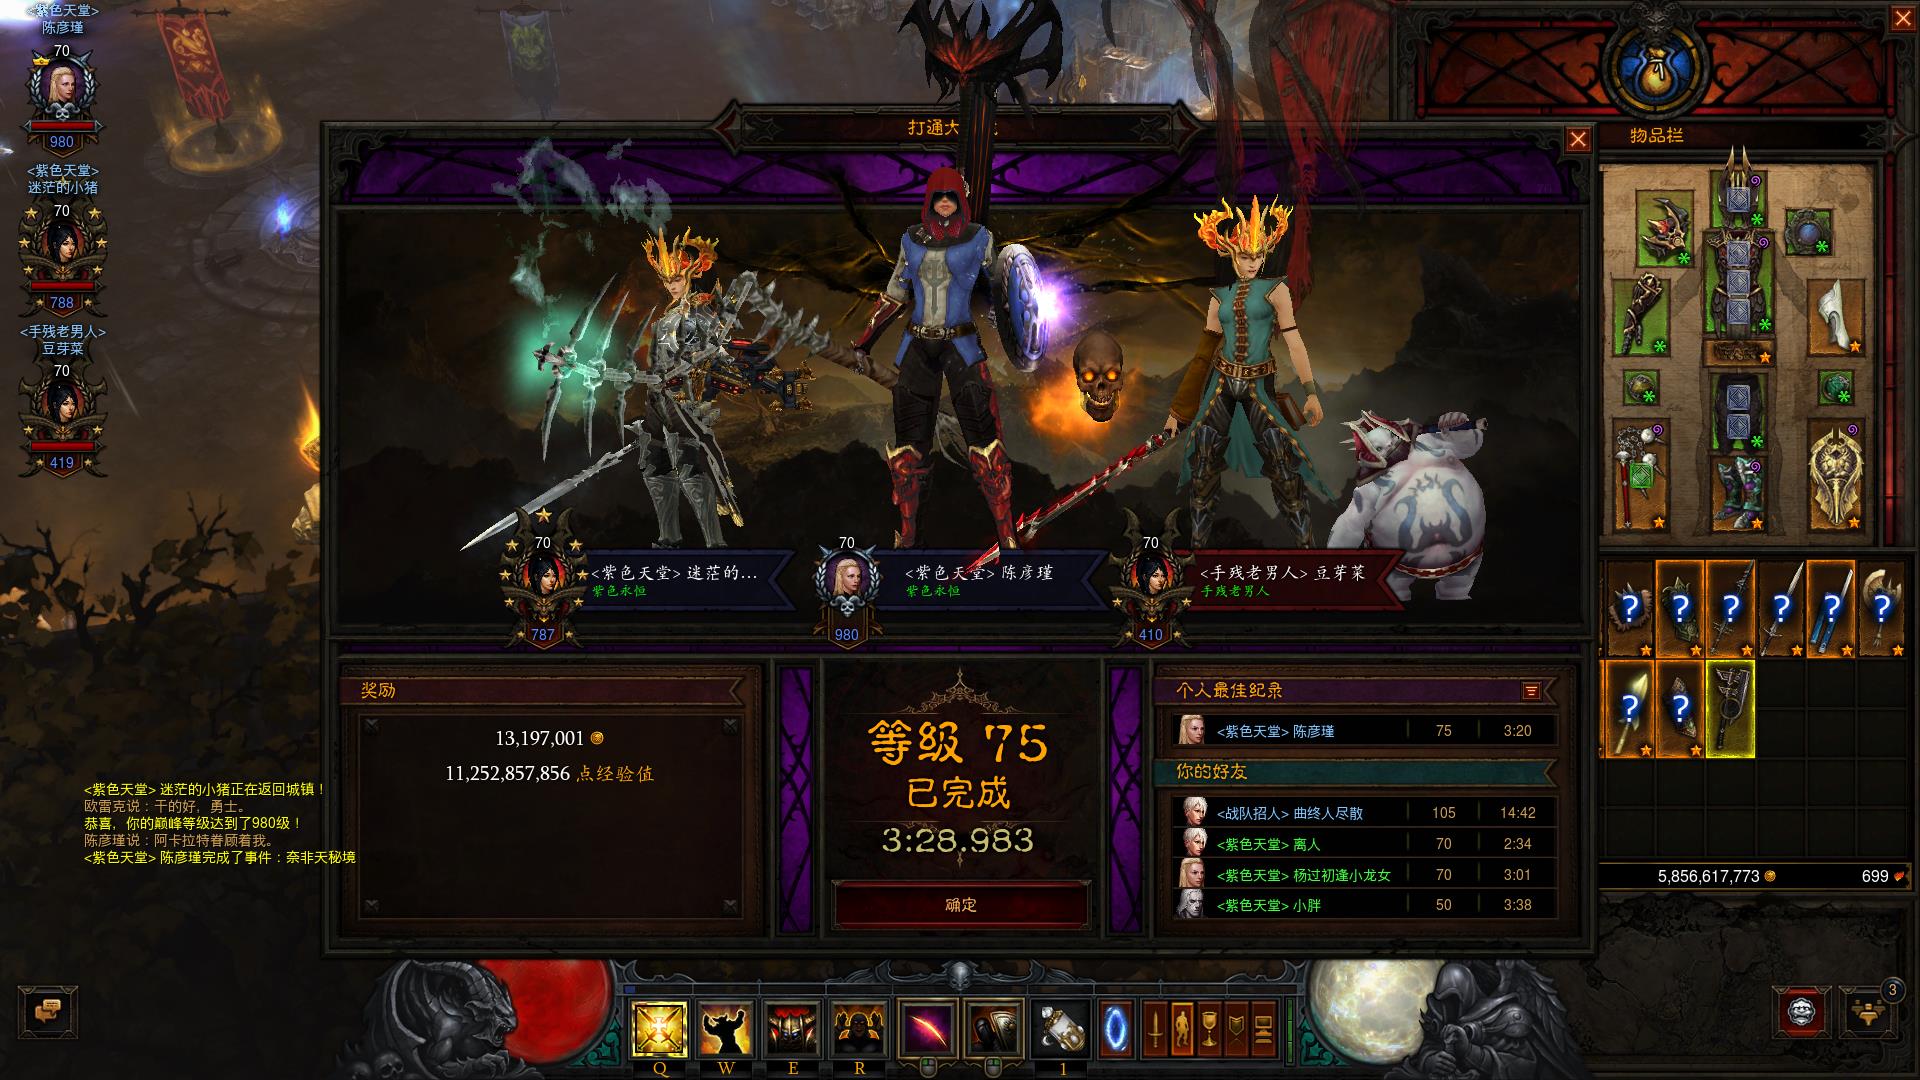 <紫色天堂>
陈彦瑾
70
980
<紫色天堂>
迷茫的小猪
70
788
<手残老男人>
豆芽菜
70
419
打通大
物品栏
70
<紫色天堂> 迷茫的...
紫色永恒
787
70
<紫色天堂> 陈彦瑾
紫色永恒
980
70
<手残老男人> 豆芽菜
手残老男人
410
奖励
13,197,001
11,252,857,856 点经验值
等级 75
已完成
3:28.983
确定
个人最佳纪录
<紫色天堂> 陈彦瑾 75 3:20
你的好友
<战队招人> 曲终人尽散 105 14:42
<紫色天堂> 离人 70 2:34
<紫色天堂> 杨过初逢小龙女 70 3:01
<紫色天堂> 小胖 50 3:38
<紫色天堂> 迷茫的小猪正在返回城镇！
欧雷克说：干的好，勇士。
恭喜，你的巅峰等级达到了980级！
陈彦瑾说：阿卡拉特眷顾着我。
<紫色天堂> 陈彦瑾完成了事件：奈非天秘境
? ? ? ? ? ?
? ?
5,856,617,773 699
3
Q W E R 1